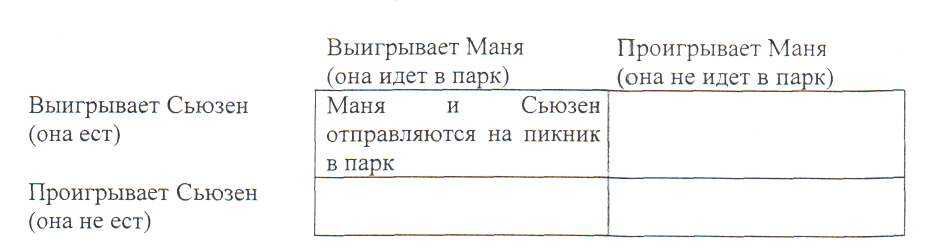 Выигрывает Маня
(она идет в парк)
Проигрывает Маня
(она не идет в парк)
Выигрывает Сьюзен
(она ест)
Маня и Сьюзен
отправляются на пикник
в парк
Проигрывает Сьюзен
(она не ест)